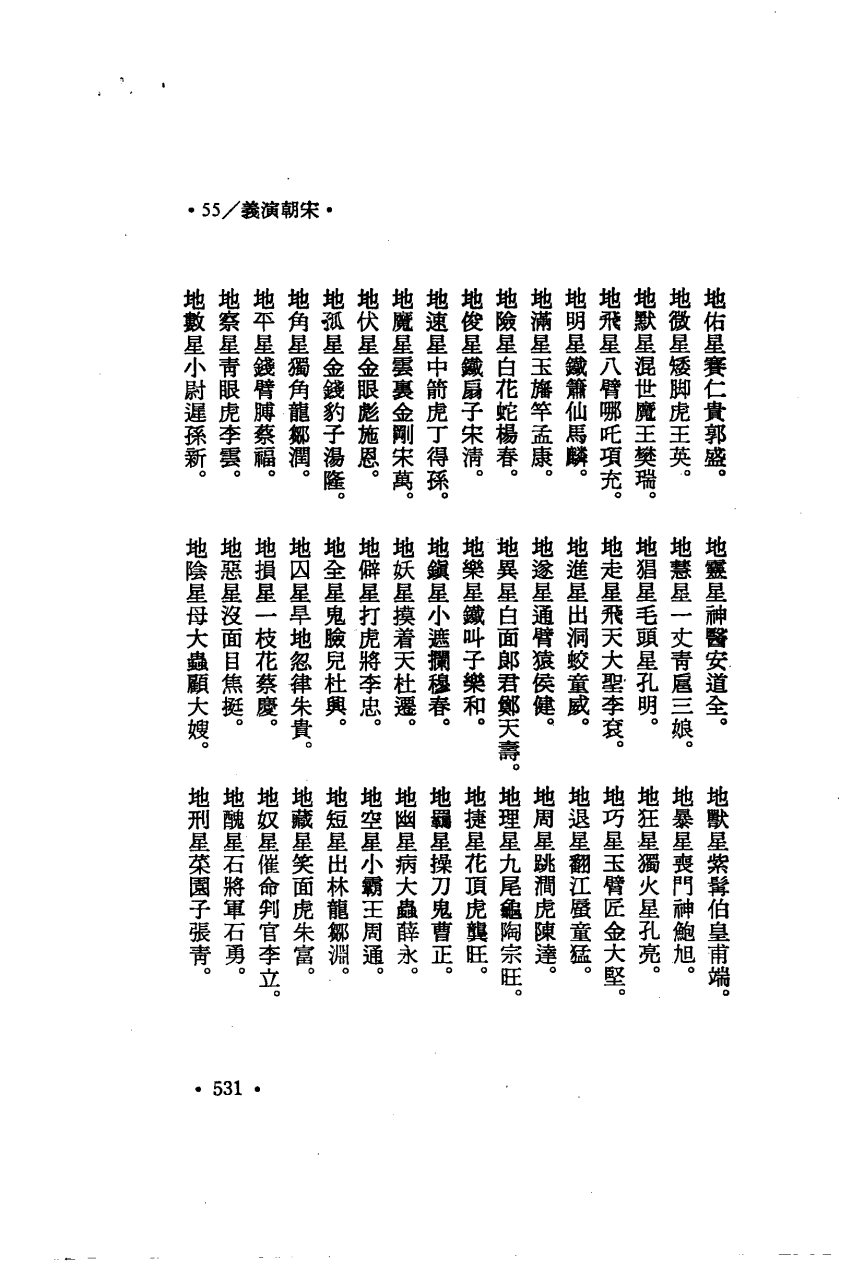 •55/義演朝宋•
地佑星賽仁貴郭盛。 地靈星神醫安道全。 地獸星紫髯伯皇甫端。
地微星矮脚虎王英。 地慧星一丈靑扈三娘。 地暴星喪門神鮑旭。
地默星混世魔王樊瑞。 地猖星毛頭星孔明。 地狂星獨火星孔亮。
地飛星八臂哪吒項充。 地走星飛天大聖李袞。 地巧星玉臂匠金大堅。
地明星鐵簫仙馬麟。 地進星出洞蛟童威。 地退星翻江蜃童猛。
地滿星玉旛竿孟康。 地遂星通臂猿侯健。 地周星跳澗虎陳達。
地險星白花蛇楊春。 地異星白面郞君鄭天壽。 地理星九尾龜陶宗旺。
地俊星鐵扇子宋淸。 地樂星鐵叫子樂和。 地捷星花頂虎龔旺。
地速星中箭虎丁得孫。 地鎭星小遮攔穆春。 地羈星操刀鬼曹正。
地魔星雲裏金剛宋萬。 地妖星摸着天杜遷。 地幽星病大蟲薛永。
地伏星金眼彪施恩。 地僻星打虎將李忠。 地空星小霸王周通。
地孤星金錢豹子湯隆。 地全星鬼臉兒杜興。 地短星出林龍鄒淵。
地角星獨角龍鄒潤。 地囚星旱地忽律朱貴。 地藏星笑面虎朱富。
地平星錢臂膊蔡福。 地損星一枝花蔡慶。 地奴星催命判官李立。
地察星靑眼虎李雲。 地惡星沒面目焦挺。 地醜星石將軍石勇。
地數星小尉遲孫新。 地陰星母大蟲顧大嫂。 地刑星菜園子張靑。
•531•